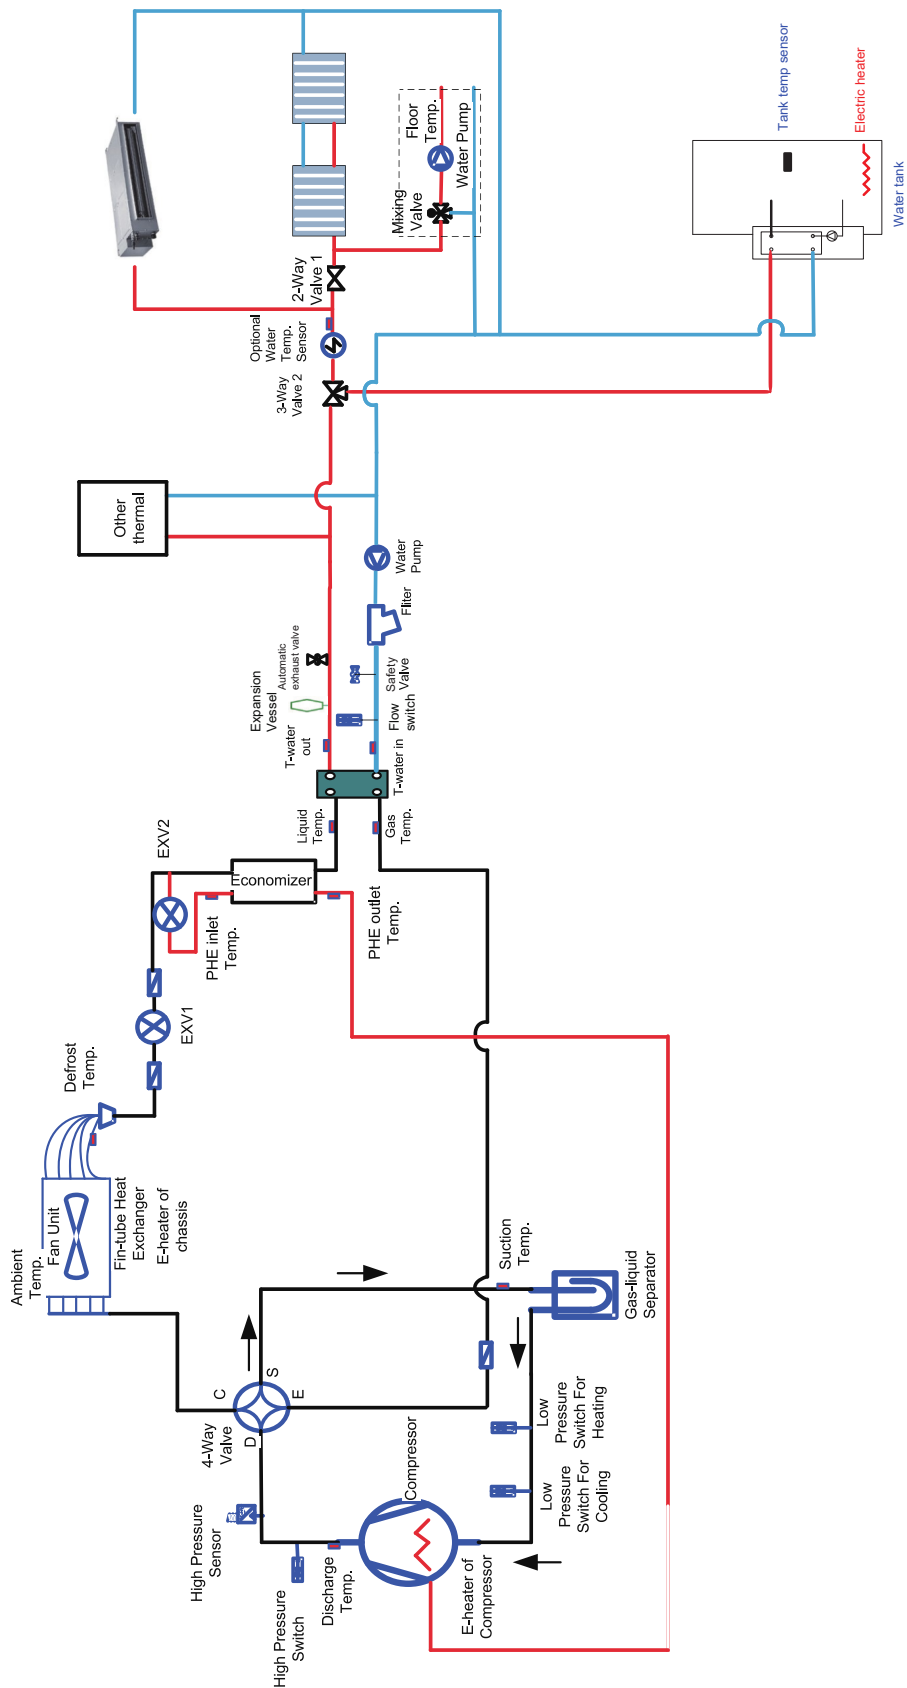 Ambient
Temp.
Fan Unit
Fin-tube Heat
Exchanger
E-heater of
chassis
Defrost
Temp.
EXV1
EXV2
PHE inlet
Temp.
Economizer
PHE outlet
Temp.
Liquid
Temp.
Gas
Temp.
T-water
out
T-water in
Expansion
Vessel
Automatic
exhaust valve
Flow
switch
Safety
Valve
Fliter
Water
Pump
Other
thermal
3-Way
Valve 2
Optional
Water
Temp.
Sensor
2-Way
Valve 1
Mixing
Valve
Floor
Temp.
Water Pump
Tank temp sensor
Electric heater
Water tank
4-Way
Valve
C
D
S
E
High Pressure
Sensor
High Pressure
Switch
Discharge
Temp.
Compressor
E-heater of
Compressor
Low
Pressure
Switch For
Cooling
Low
Pressure
Switch For
Heating
Suction
Temp.
Gas-liquid
Separator